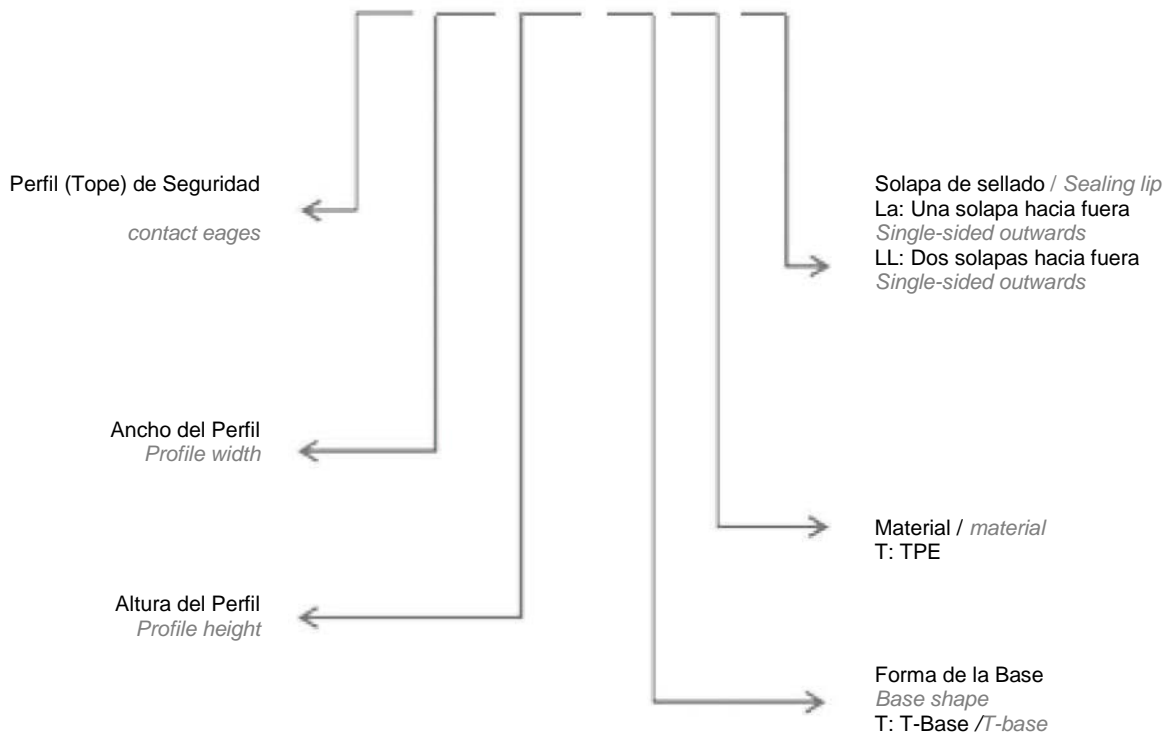 Perfil (Tope) de Seguridad
contact eages
Ancho del Perfil
Profile width
Altura del Perfil
Profile height
Solapa de sellado / Sealing lip
La: Una solapa hacia fuera
Single-sided outwards
LL: Dos solapas hacia fuera
Single-sided outwards
Material / material
T: TPE
Forma de la Base
Base shape
T: T-Base /T-base